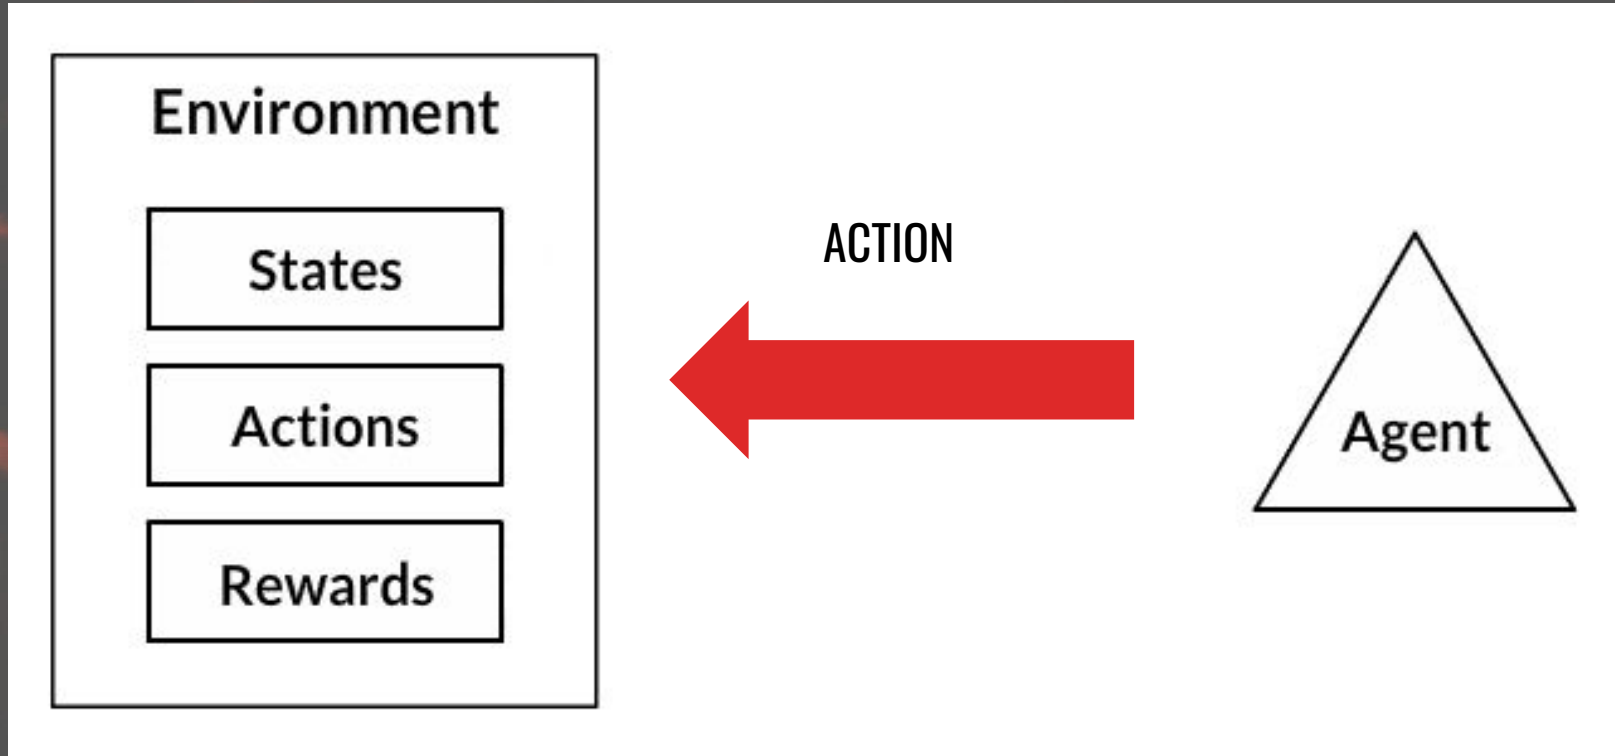 Environment
States
Actions
Rewards
ACTION
Agent